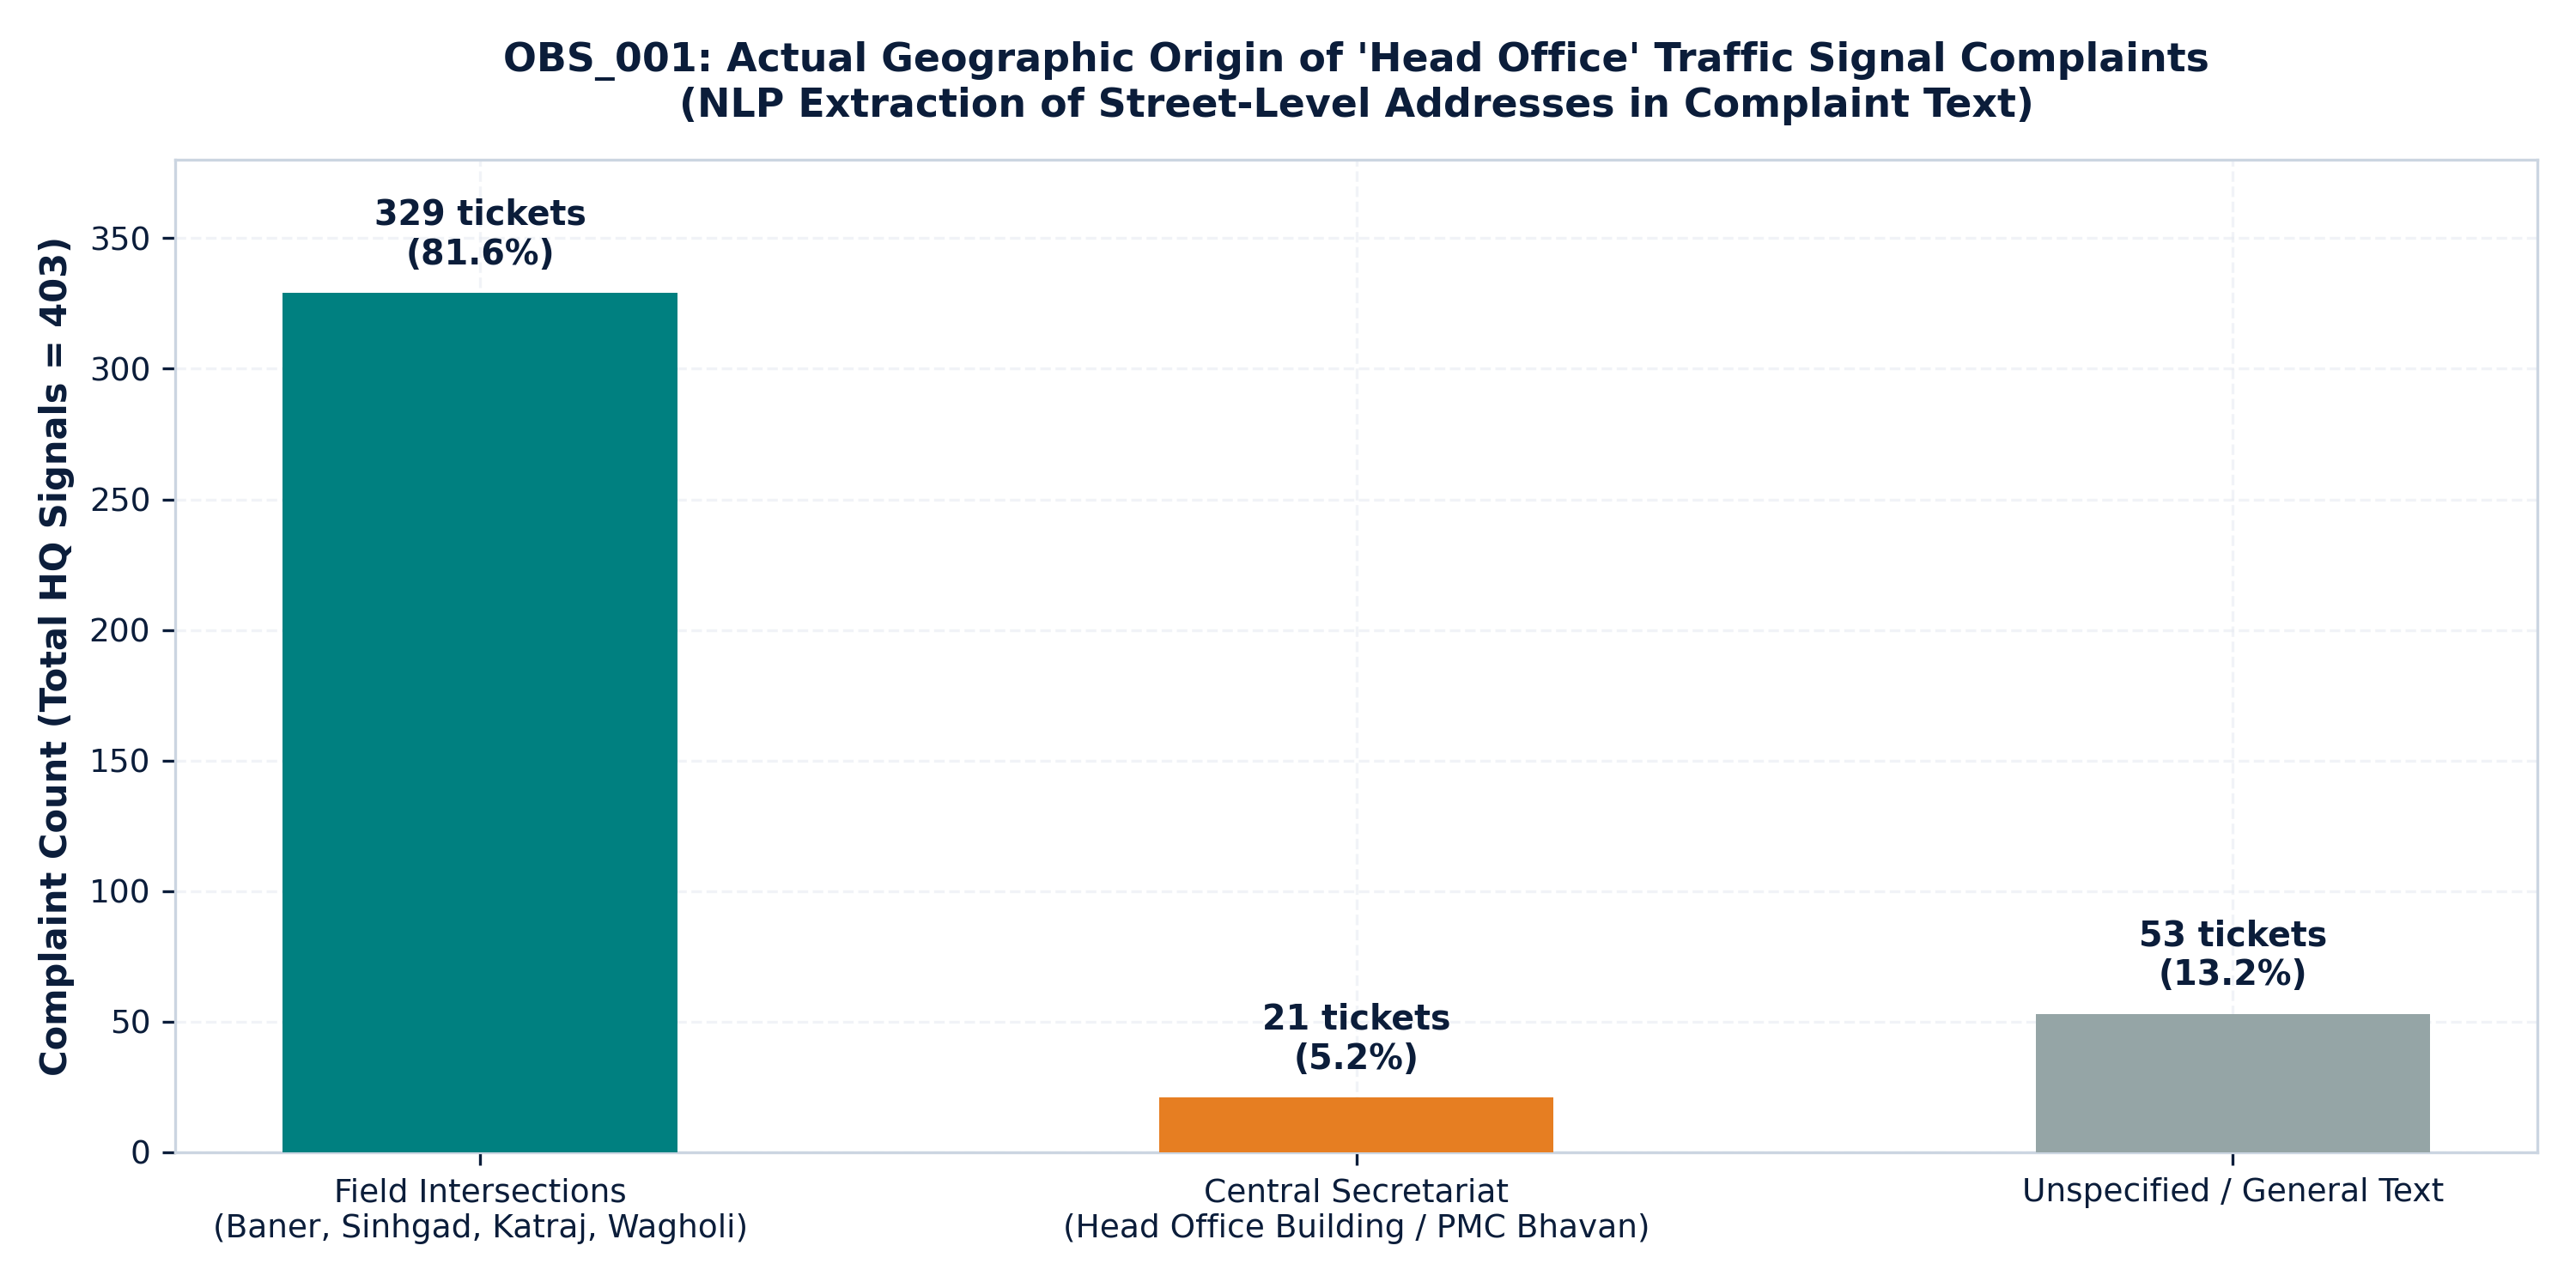 OBS_001: Actual Geographic Origin of 'Head Office' Traffic Signal Complaints
(NLP Extraction of Street-Level Addresses in Complaint Text)
Complaint Count (Total HQ Signals = 403)
350
300
250
200
150
100
50
0
329 tickets
(81.6%)
21 tickets
(5.2%)
53 tickets
(13.2%)
Field Intersections
(Baner, Sinhgad, Katraj, Wagholi)
Central Secretariat
(Head Office Building / PMC Bhavan)
Unspecified / General Text